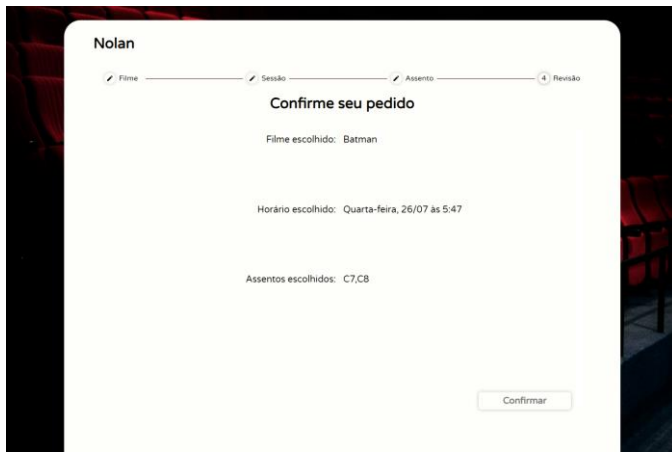 Nolan
Filme Sessão Assento 4 Revisão
Confirme seu pedido
Filme escolhido: Batman
Horário escolhido: Quarta-feira, 26/07 às 5:47
Assentos escolhidos: C7,C8
Confirmar